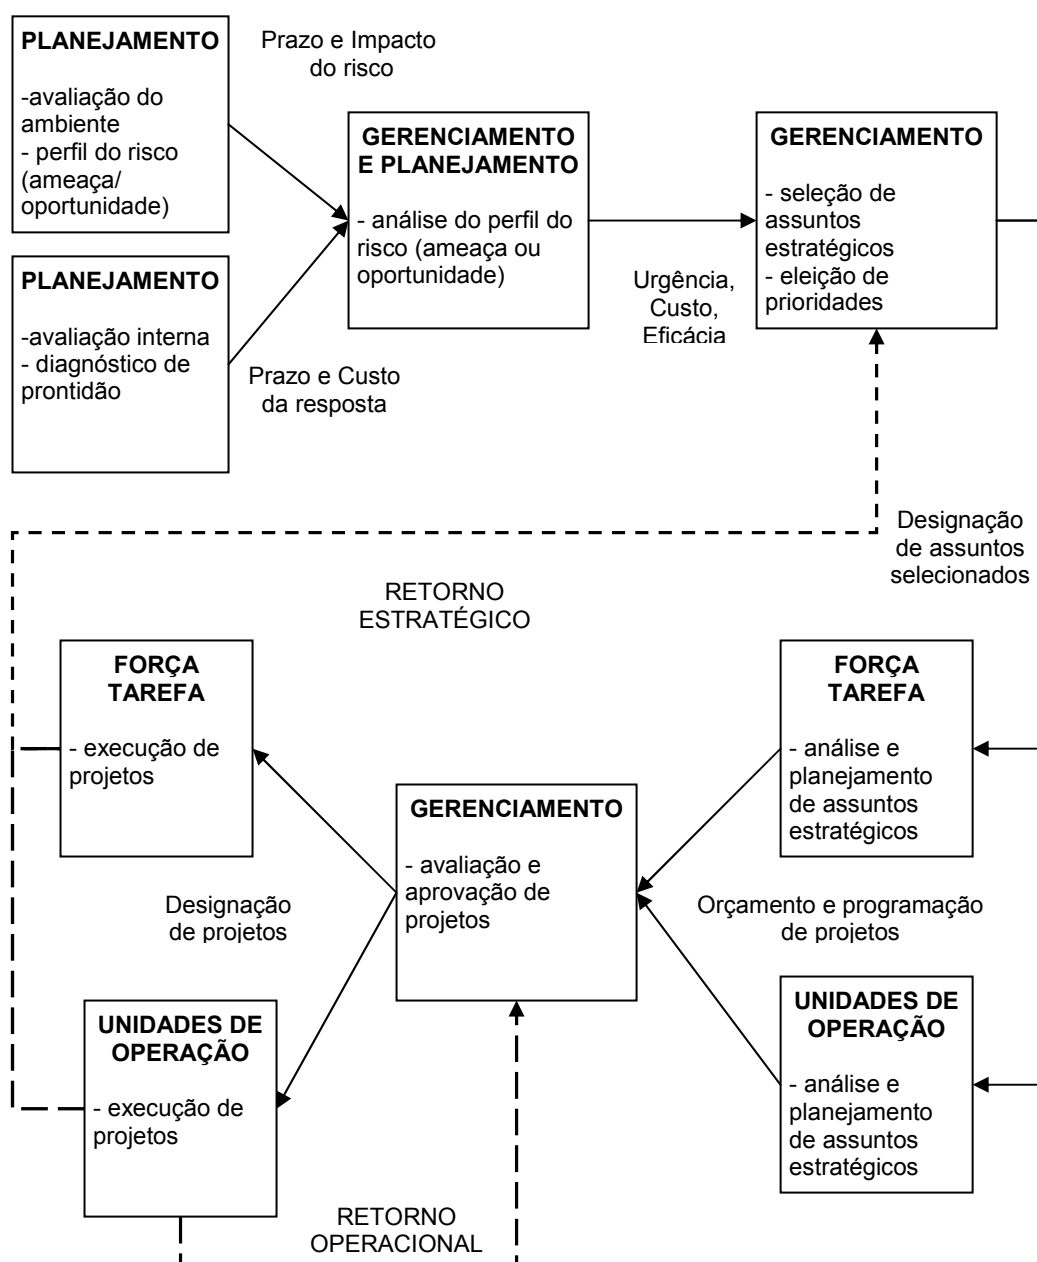 PLANEJAMENTO
-avaliação do
ambiente
- perfil do risco
(ameaça/
oportunidade)
Prazo e Impacto
do risco
PLANEJAMENTO
-avaliação interna
- diagnóstico de
prontidão
Prazo e Custo
da resposta
GERENCIAMENTO
E PLANEJAMENTO
- análise do perfil do
risco (ameaça ou
oportunidade)
Urgência,
Custo,
Eficácia
GERENCIAMENTO
- seleção de
assuntos
estratégicos
- eleição de
prioridades
Designação
de assuntos
selecionados
RETORNO
ESTRATÉGICO
FORÇA
TAREFA
- execução de
projetos
FORÇA
TAREFA
- análise e
planejamento
de assuntos
estratégicos
GERENCIAMENTO
- avaliação e
aprovação de
projetos
Designação
de projetos
Orçamento e programação
de projetos
UNIDADES DE
OPERAÇÃO
- execução de
projetos
UNIDADES DE
OPERAÇÃO
- análise e
planejamento
de assuntos
estratégicos
RETORNO
OPERACIONAL